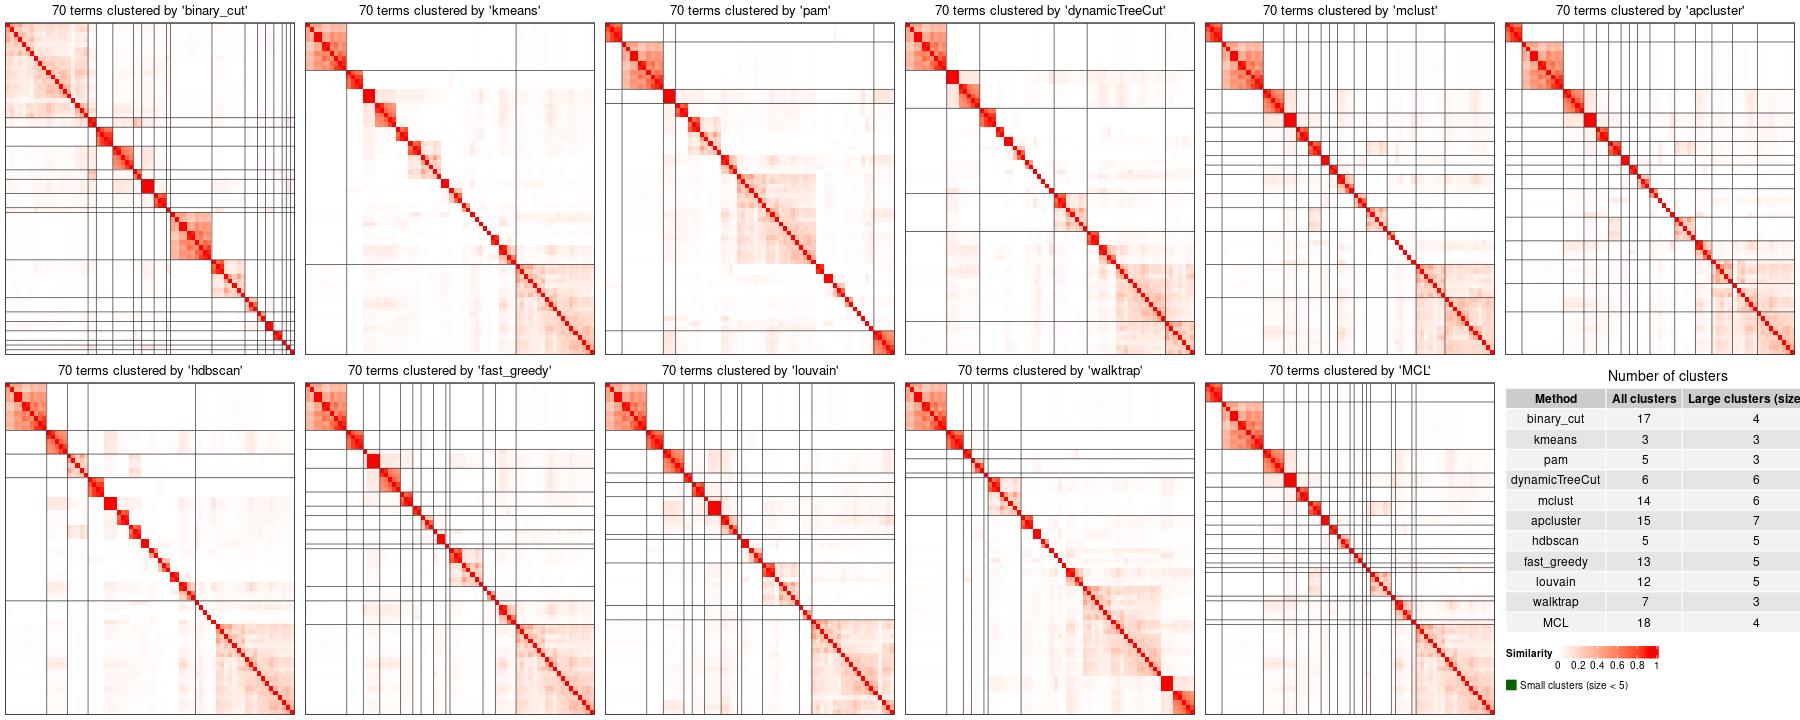 70 terms clustered by 'binary_cut'
70 terms clustered by 'kmeans'
70 terms clustered by 'pam'
70 terms clustered by 'dynamicTreeCut'
70 terms clustered by 'mclust'
70 terms clustered by 'apcluster'
70 terms clustered by 'hdbscan'
70 terms clustered by 'fast_greedy'
70 terms clustered by 'louvain'
70 terms clustered by 'walktrap'
70 terms clustered by 'MCL'
Number of clusters
Method All clusters Large clusters (size
binary_cut 17 4
kmeans 3 3
pam 5 3
dynamicTreeCut 6 6
mclust 14 6
apcluster 15 7
hdbscan 5 5
fast_greedy 13 5
louvain 12 5
walktrap 7 3
MCL 18 4
Similarity
0 0.2 0.4 0.6 0.8 1
Small clusters (size < 5)